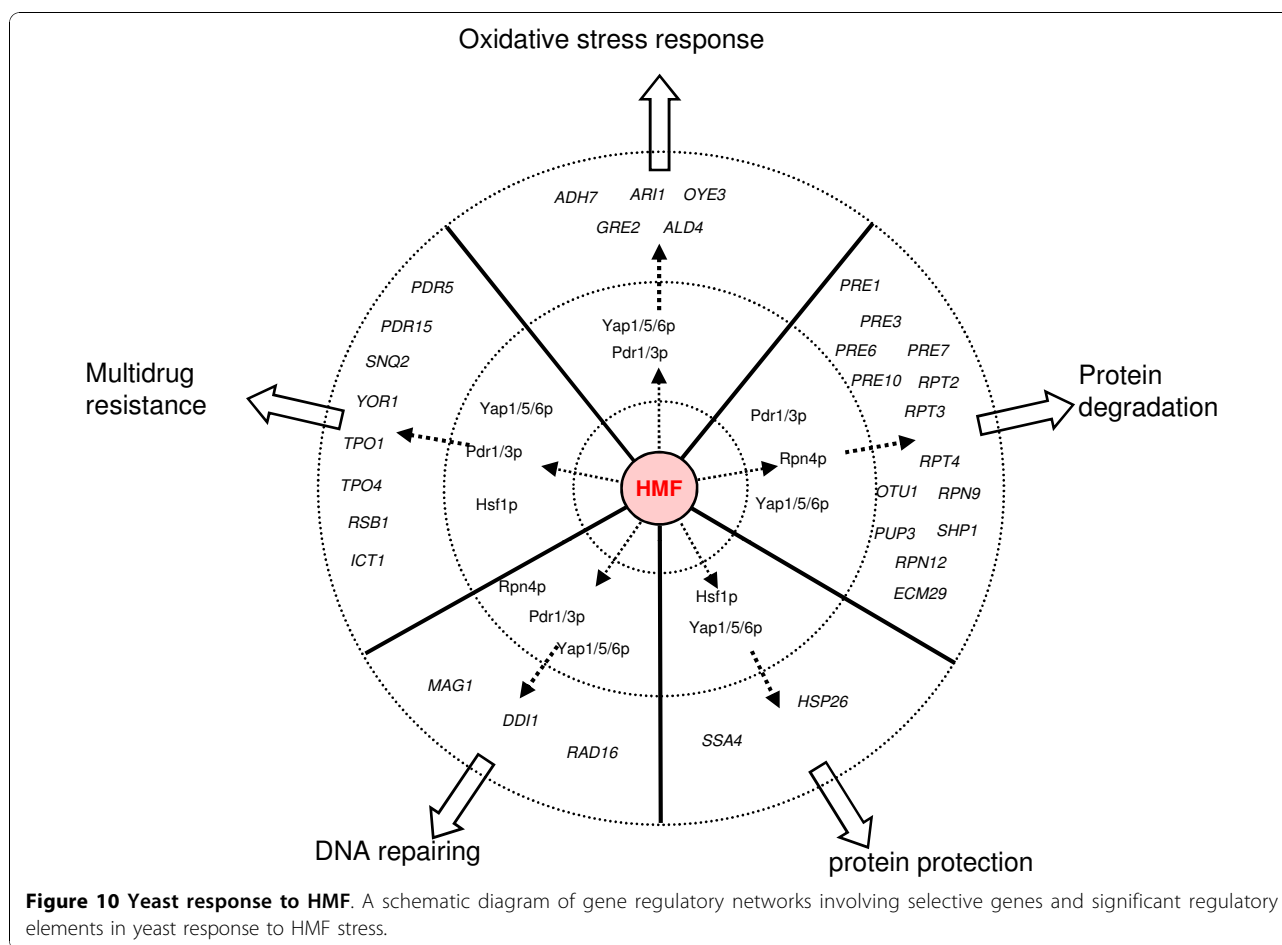 Oxidative stress response
ADH7 ARI1 OYE3
GRE2 ALD4
Yap1/5/6p
Pdr1/3p
PDR5
PDR15
SNQ2
YOR1
TPO1
TPO4
RSB1
ICT1
Multidrug
resistance
Yap1/5/6p
Pdr1/3p
Hsf1p
HMF
Pdr1/3p
Rpn4p
Yap1/5/6p
PRE1
PRE3
PRE6 PRE7
PRE10 RPT2
RPT3
RPT4
OTU1 RPN9
PUP3 SHP1
RPN12
ECM29
Protein
degradation
Rpn4p
Pdr1/3p
Yap1/5/6p
MAG1
DDI1
RAD16
DNA repairing
Hsf1p
Yap1/5/6p
HSP26
SSA4
protein protection
Figure 10 Yeast response to HMF. A schematic diagram of gene regulatory networks involving selective genes and significant regulatory
elements in yeast response to HMF stress.